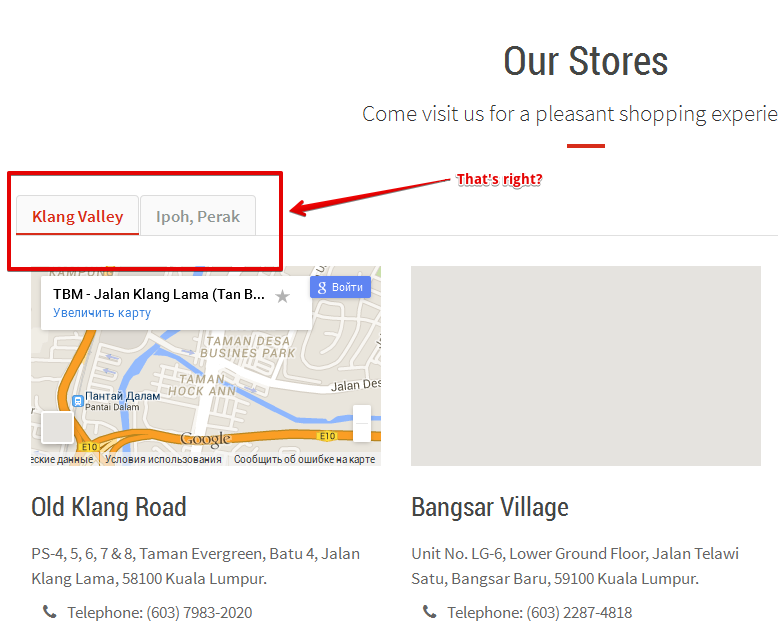 Our Stores
Come visit us for a pleasant shopping experie
That's right?
Klang Valley
Ipoh, Perak
KAMPUNG
TBM - Jalan Klang Lama (Tan B...
Увеличить карту
Войти
TAMAN DESA
BUSINES PARK
TAMAN
HOCK ANN
Jalan Des
Пантай Далам
Pantai Dalam
E10
Google
E10
еские данные
Условия использования
Сообщить об ошибке на карте
Old Klang Road
Bangsar Village
PS-4, 5, 6, 7 & 8, Taman Evergreen, Batu 4, Jalan
Klang Lama, 58100 Kuala Lumpur.
Unit No. LG-6, Lower Ground Floor, Jalan Telawi
Satu, Bangsar Baru, 59100 Kuala Lumpur.
Telephone: (603) 7983-2020
Telephone: (603) 2287-4818